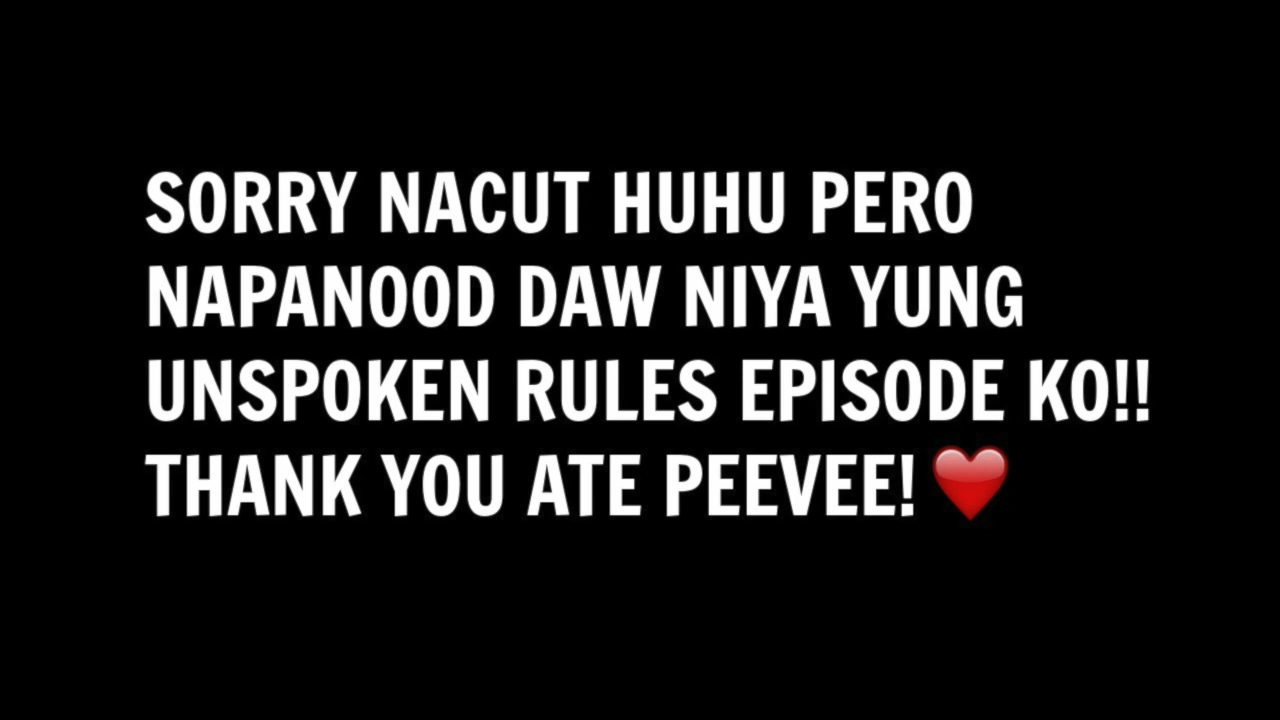 SORRY NACUT HUHU PERO
NAPANOOD DAW NIYA YUNG
UNSPOKEN RULES EPISODE KO!!
THANK YOU ATE PEEVEE! ❤️